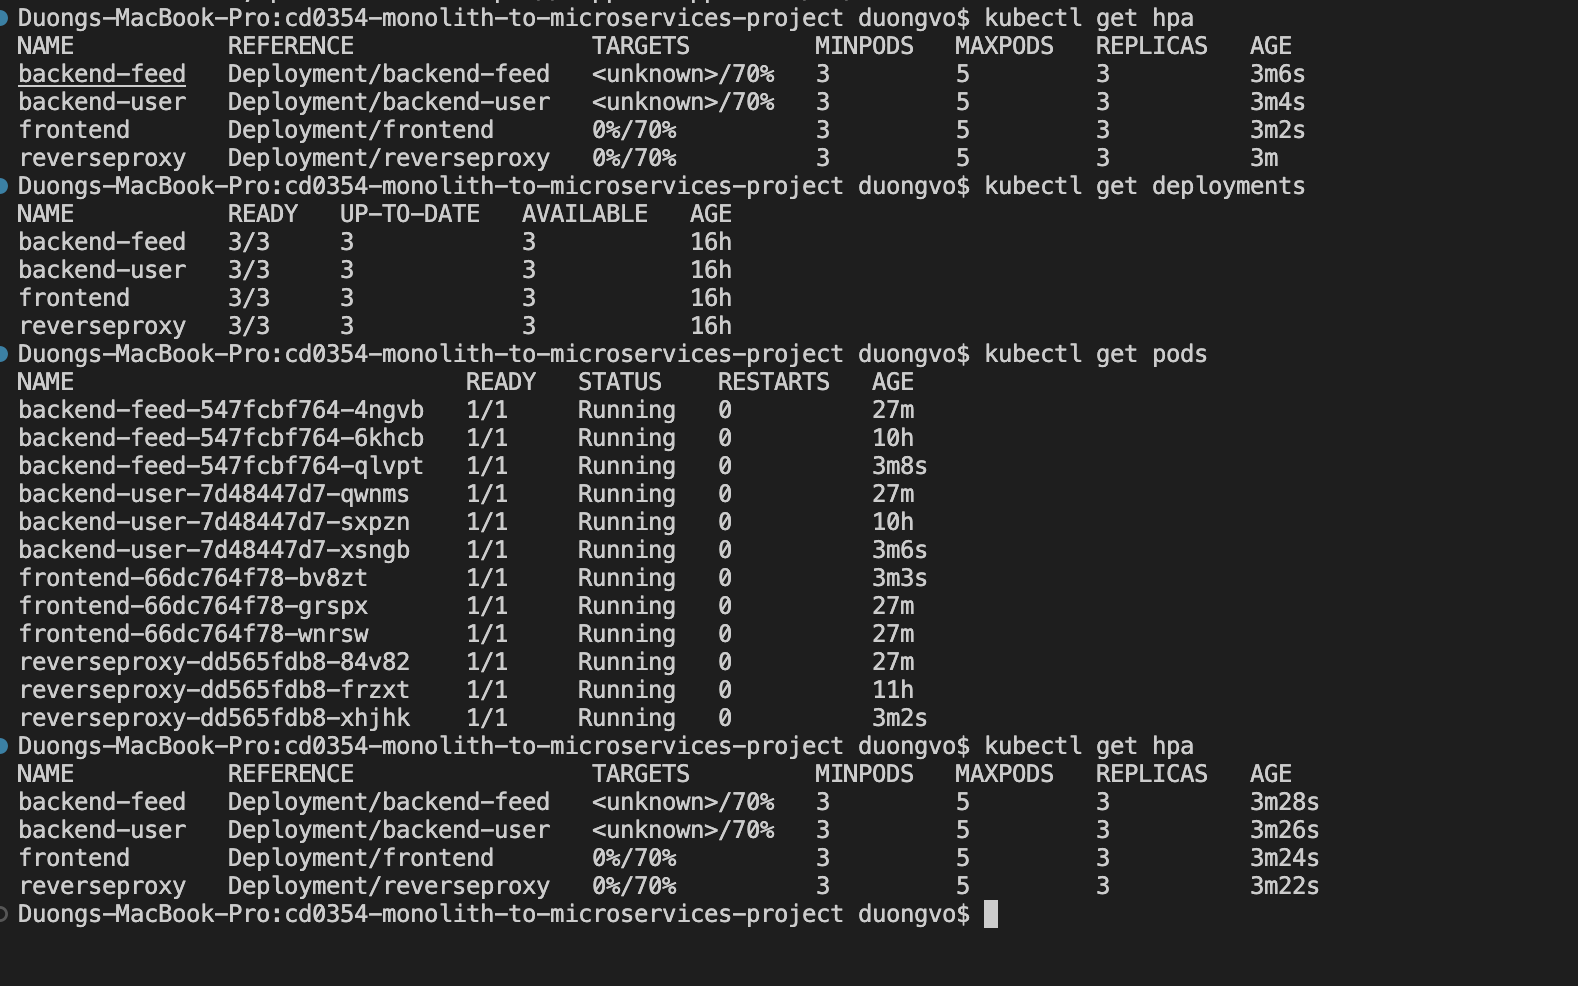 Duongs-MacBook-Pro:cd0354-monolith-to-microservices-project duongvo$ kubectl get hpa
NAME REFERENCE TARGETS MINPODS MAXPODS REPLICAS AGE
backend-feed Deployment/backend-feed <unknown>/70% 3 5 3 3m6s
backend-user Deployment/backend-user <unknown>/70% 3 5 3 3m4s
frontend Deployment/frontend 0%/70% 3 5 3 3m2s
reverseproxy Deployment/reverseproxy 0%/70% 3 5 3 3m
Duongs-MacBook-Pro:cd0354-monolith-to-microservices-project duongvo$ kubectl get deployments
NAME READY UP-TO-DATE AVAILABLE AGE
backend-feed 3/3 3 3 16h
backend-user 3/3 3 3 16h
frontend 3/3 3 3 16h
reverseproxy 3/3 3 3 16h
Duongs-MacBook-Pro:cd0354-monolith-to-microservices-project duongvo$ kubectl get pods
NAME READY STATUS RESTARTS AGE
backend-feed-547fcbf764-4ngvb 1/1 Running 0 27m
backend-feed-547fcbf764-6khcb 1/1 Running 0 10h
backend-feed-547fcbf764-qlvpt 1/1 Running 0 3m8s
backend-user-7d48447d7-qwnms 1/1 Running 0 27m
backend-user-7d48447d7-sxpzn 1/1 Running 0 10h
backend-user-7d48447d7-xsngb 1/1 Running 0 3m6s
frontend-66dc764f78-bv8zt 1/1 Running 0 3m3s
frontend-66dc764f78-grspx 1/1 Running 0 27m
frontend-66dc764f78-wnrsw 1/1 Running 0 27m
reverseproxy-dd565fdb8-84v82 1/1 Running 0 27m
reverseproxy-dd565fdb8-frzxt 1/1 Running 0 11h
reverseproxy-dd565fdb8-xhjhk 1/1 Running 0 3m2s
Duongs-MacBook-Pro:cd0354-monolith-to-microservices-project duongvo$ kubectl get hpa
NAME REFERENCE TARGETS MINPODS MAXPODS REPLICAS AGE
backend-feed Deployment/backend-feed <unknown>/70% 3 5 3 3m28s
backend-user Deployment/backend-user <unknown>/70% 3 5 3 3m26s
frontend Deployment/frontend 0%/70% 3 5 3 3m24s
reverseproxy Deployment/reverseproxy 0%/70% 3 5 3 3m22s
Duongs-MacBook-Pro:cd0354-monolith-to-microservices-project duongvo$